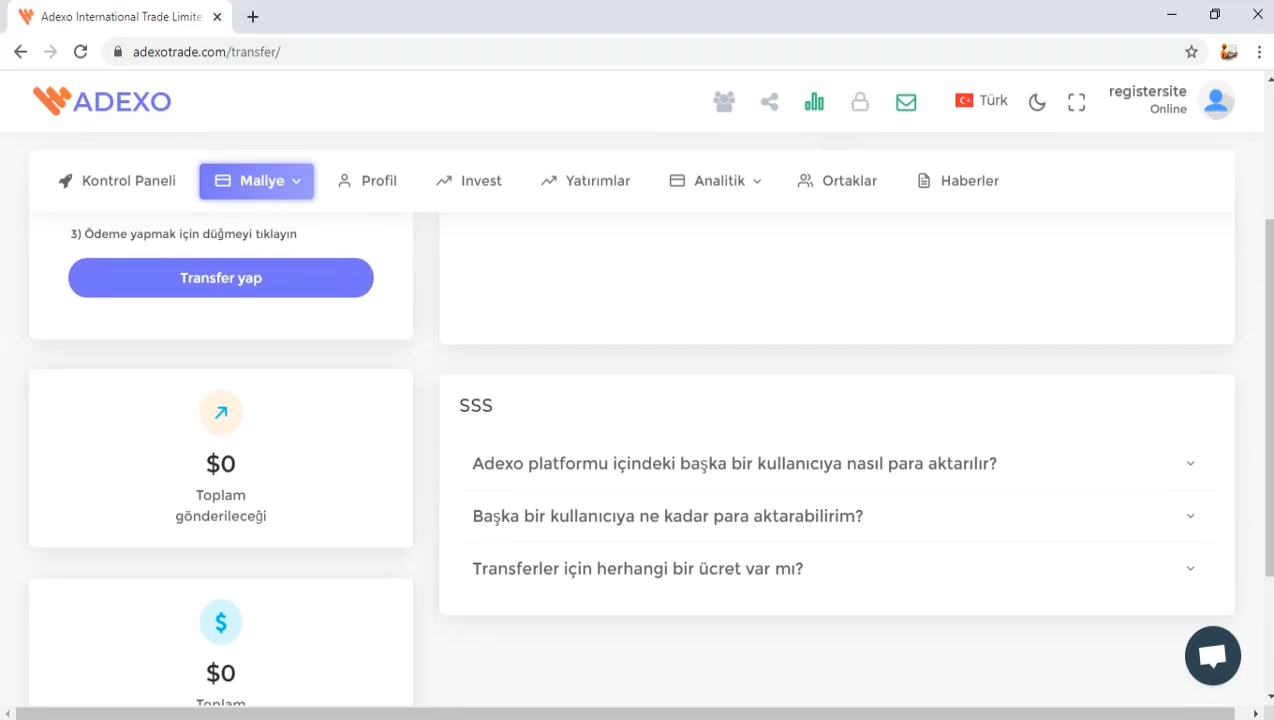 Adexo International Trade Limite
adexotrade.com/transfer/
ADEXO
Türk
registersite
Online
Kontrol Paneli
Maliye
Profil
Invest
Yatırımlar
Analitik
Ortaklar
Haberler
3) Ödeme yapmak için düğmeyi tıklayın
Transfer yap
$0
Toplam
gönderileceği
$
$0
Toplam
SSS
Adexo platformu içindeki başka bir kullanıcıya nasıl para aktarılır?
Başka bir kullanıcıya ne kadar para aktarabilirim?
Transferler için herhangi bir ücret var mı?